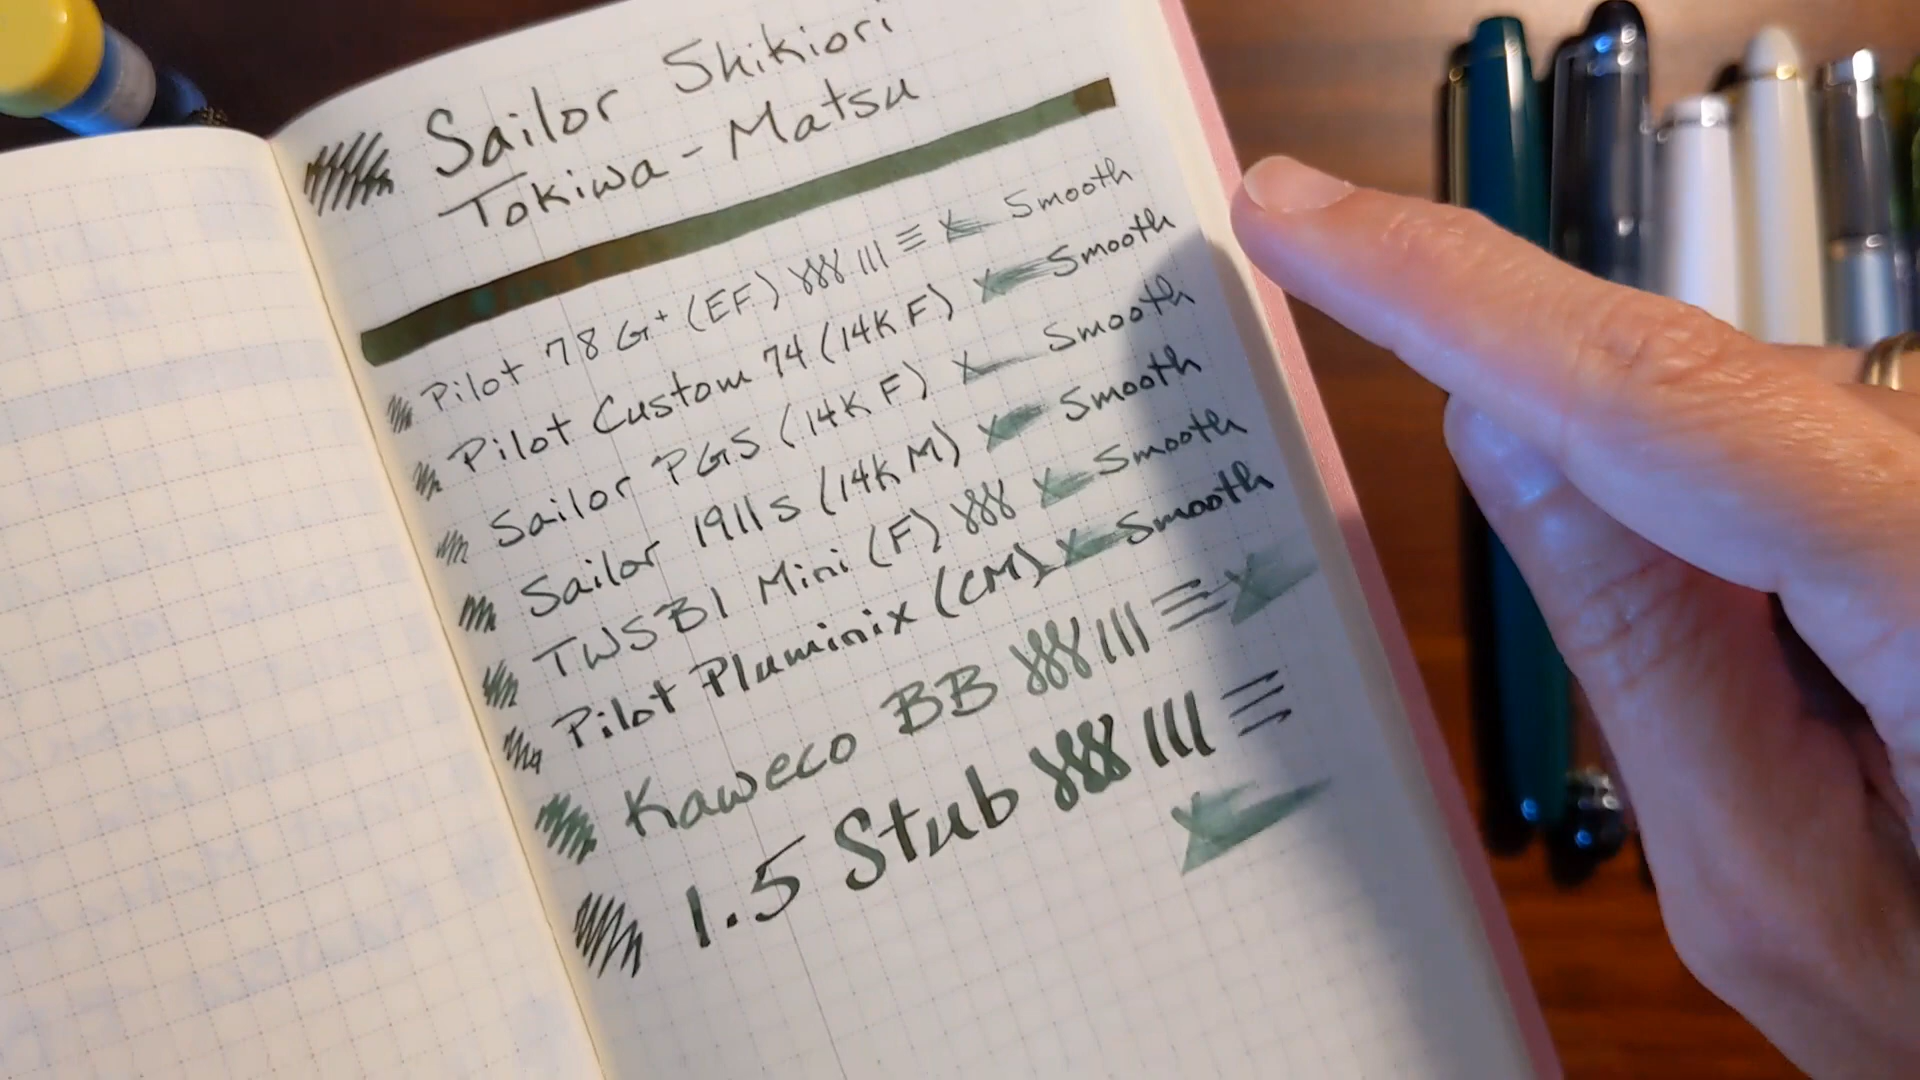 Sailor Shikiori
Tokiwa-Matsu
Pilot 78G+ (EF) Smooth
Pilot Custom 74 (14K F) X Smooth
Sailor PGS (14K F) X Smooth
Sailor 1911s (14K M) X Smooth
TWSBI Mini (F) X Smooth
Pilot Pluminix (CM) X Smooth
Kaweco BB X
1.5 Stub
X